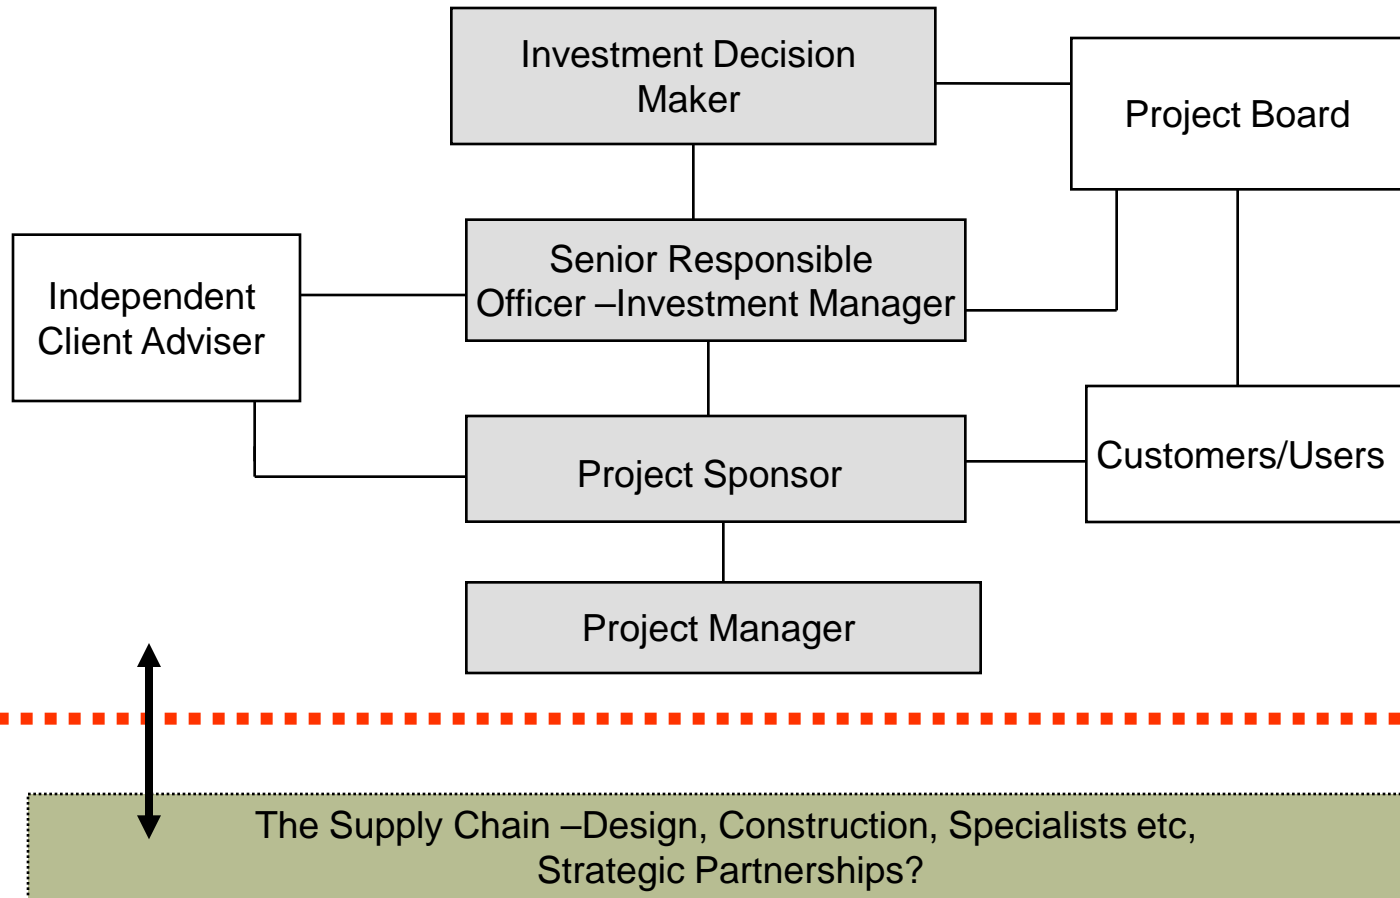 Investment Decision
Maker
Project Board
Senior Responsible
Officer –Investment Manager
Independent
Client Adviser
Project Sponsor
Customers/Users
Project Manager
The Supply Chain –Design, Construction, Specialists etc,
Strategic Partnerships?